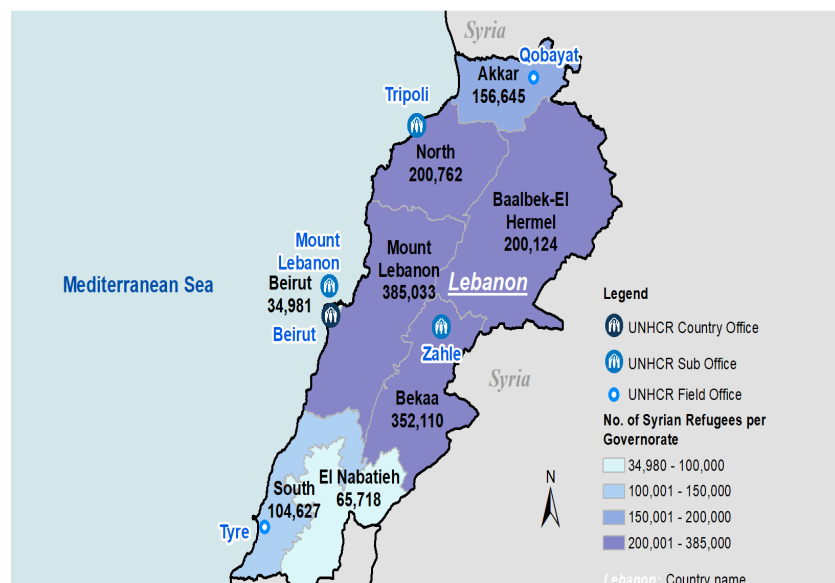 Syria
Qobayat
Akkar
156,645
Tripoli
North
200,762
Baalbek-El
Hermel
200,124
Mount
Lebanon
Beirut
34,981
Beirut
Mount
Lebanon
385,033
Lebanon
Mediterranean Sea
Zahle
Syria
Bekaa
352,110
El Nabatieh
65,718
South
104,627
Tyre
N
Legend
UNHCR Country Office
UNHCR Sub Office
UNHCR Field Office
No. of Syrian Refugees per
Governorate
34,980 - 100,000
100,001 - 150,000
150,001 - 200,000
200,001 - 385,000
Lebanon: Country name